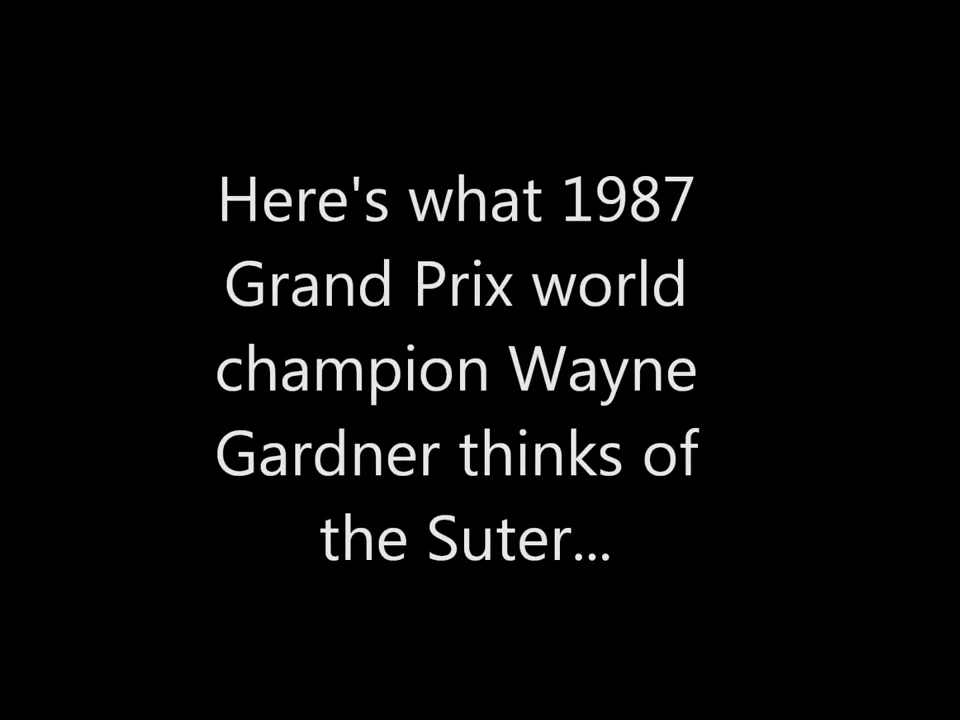 Here's what 1987
Grand Prix world
champion Wayne
Gardner thinks of
the Suter...